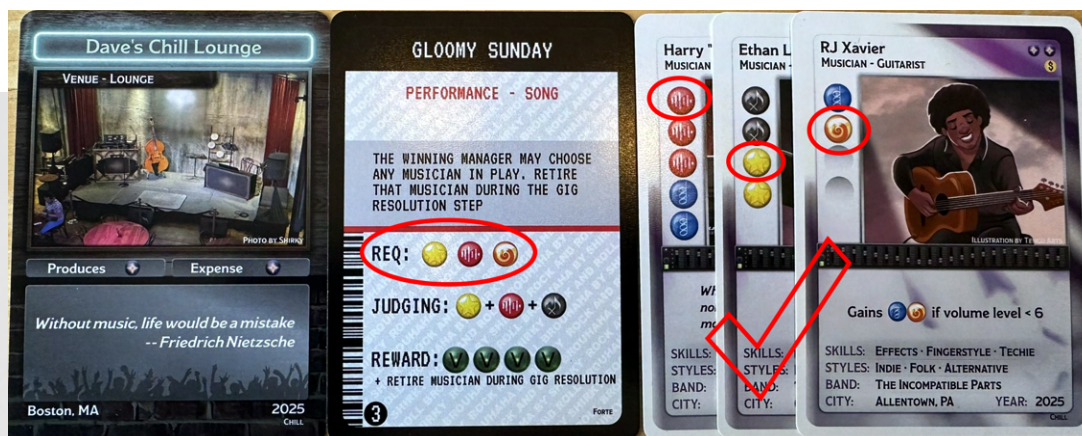 Dave's Chill Lounge
VENUE - LOUNGE
PHOTO BY SHIRKY
Produces
Expense
Without music, life would be a mistake
-- Friedrich Nietzsche
Boston, MA
2025
CHILL
GLOOMY SUNDAY
PERFORMANCE - SONG
THE WINNING MANAGER MAY CHOOSE
ANY MUSICIAN IN PLAY. RETIRE
THAT MUSICIAN DURING THE GIG
RESOLUTION STEP
REQ:
JUDGING: + +
REWARD: V V V V
+ RETIRE MUSICIAN DURING GIG RESOLUTION
3
FORTE
Harry "
MUSICIAN
SKILLS:
STYLES:
BAND:
CITY:
Ethan L
MUSICIAN -
SKILLS:
STYLES:
BAND:
CITY:
RJ Xavier
MUSICIAN - GUITARIST
$
Gains if volume level < 6
SKILLS: EFFECTS · FINGERSTYLE · TECHIE
STYLES: INDIE · FOLK · ALTERNATIVE
BAND: THE INCOMPATIBLE PARTS
CITY: ALLENTOWN, PA YEAR: 2025
CHILL